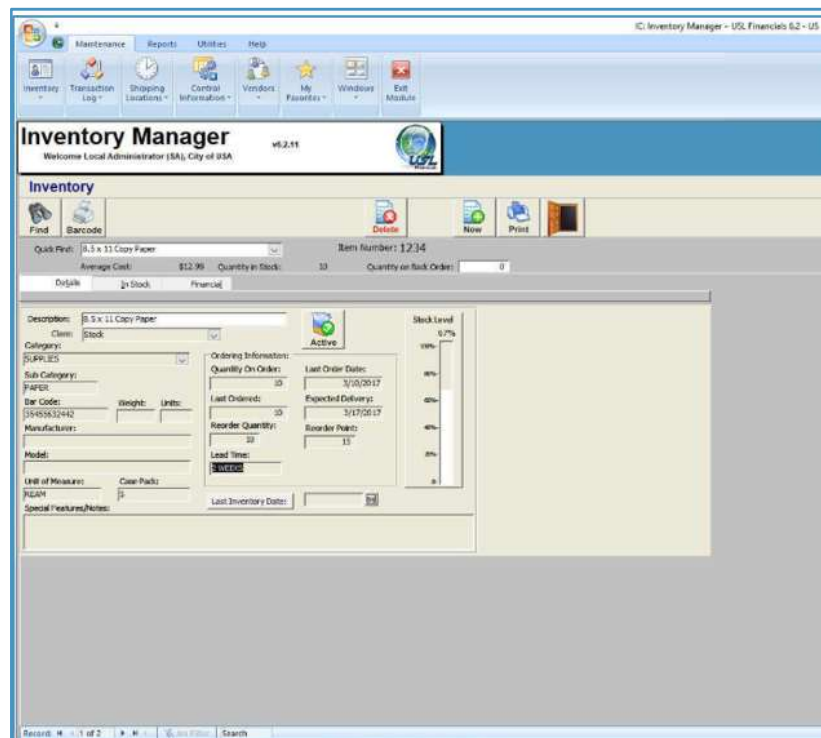 IC: Inventory Manager - USL Financials 6.2 - US
Maintenance Reports Utilities Help
Inventory Transaction Log Shipping Locations Control Information Vendors My Favorites Windows Exit Module
Inventory Manager v6.2.11
Welcome Local Administrator (SA), City of USA
USL
Inventory
Find Barcode Delete New Print
Quick Find: 8.5 x 11 Copy Paper Item Number: 1234
Average Cost: $12.99 Quantity in Stock: 10 Quantity on Back Order: 0
Details In Stock Financial
Description: 8.5 x 11 Copy Paper
Class: Stock
Active
Stock Level
67%
Category:
SUPPLIES
Sub Category:
PAPER
Bar Code: Weight: Units:
35455632442
Manufacturer:
Model:
Unit of Measure: Case Pack:
REAM
Special Features/Notes:
Ordering Information:
Quantity On Order: Last Order Date:
10 3/10/2017
Last Ordered: Expected Delivery:
10 3/17/2017
Reorder Quantity: Reorder Point:
10 15
Lead Time:
WEEKS
Last Inventory Date:
100%
80%
60%
40%
20%
0
Record: 1 of 2 No Filter Search